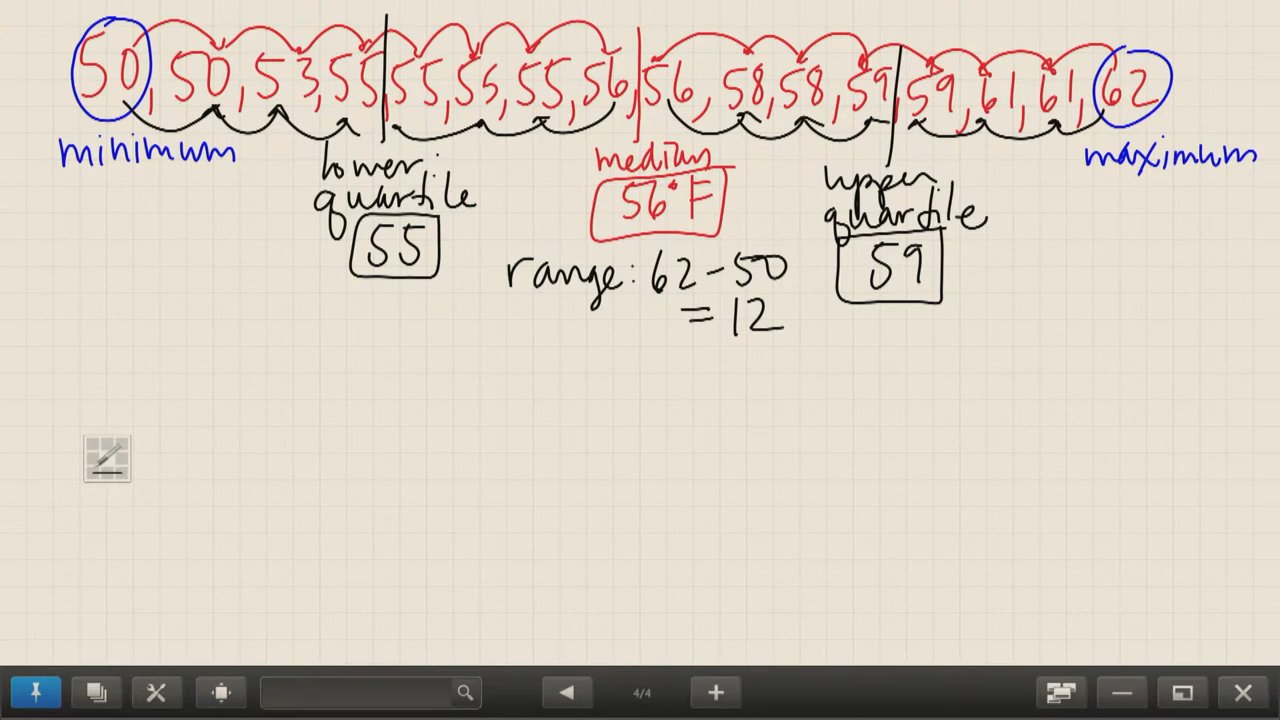 50, 50, 53, 55, 55, 55, 55, 56, 56, 58, 58, 59, 59, 61, 61, 62
minimum
lower
quartile
55
median
56°F
upper
quartile
59
maximum
range: 62-50
= 12
4/4